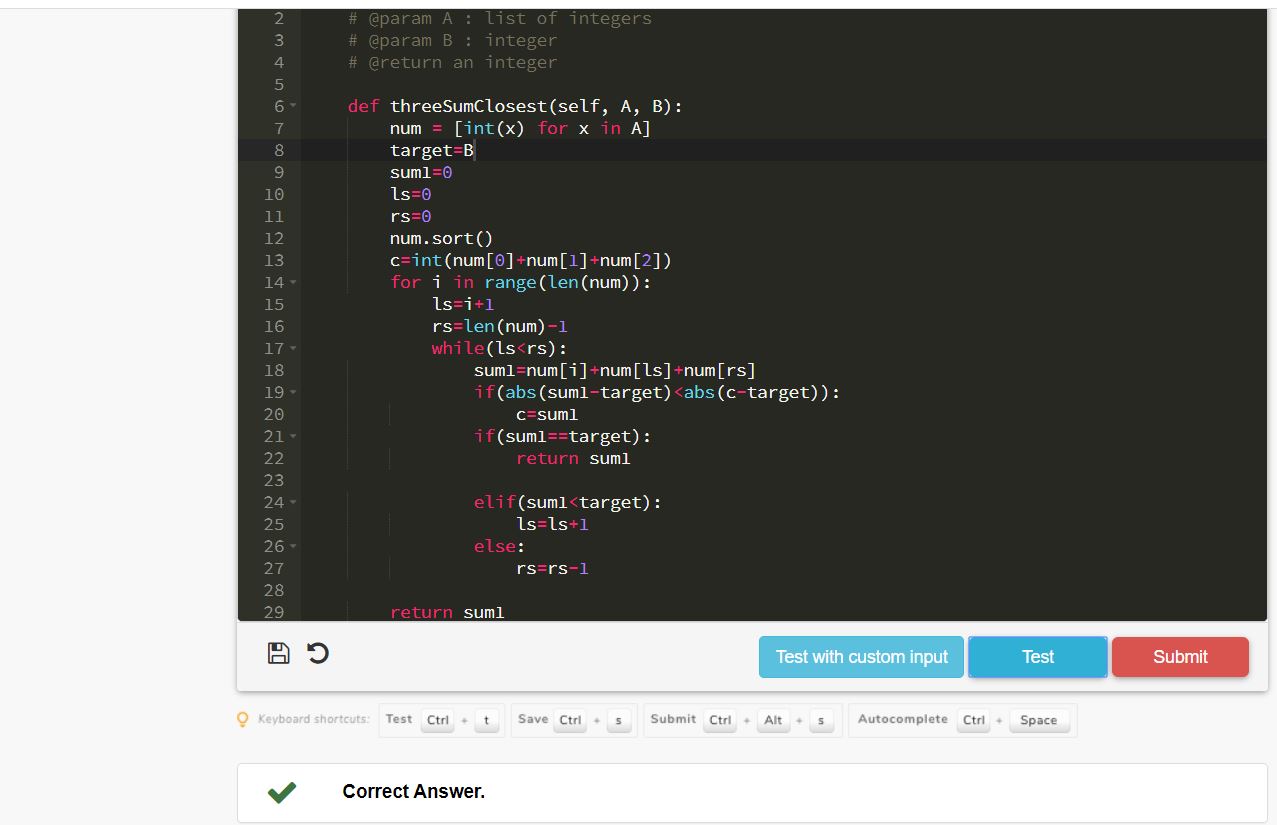 2 # @param A : list of integers
3 # @param B : integer
4 # @return an integer
5
6 def threeSumClosest(self, A, B):
7 num = [int(x) for x in A]
8 target=B
9 sum1=0
10 ls=0
11 rs=0
12 num.sort()
13 c=int(num[0]+num[1]+num[2])
14 for i in range(len(num)):
15 ls=i+1
16 rs=len(num)-1
17 while(ls<rs):
18 sum1=num[i]+num[ls]+num[rs]
19 if(abs(sum1-target)<abs(c-target)):
20 c=sum1
21 if(sum1==target):
22 return sum1
23
24 elif(sum1<target):
25 ls=ls+1
26 else:
27 rs=rs-1
28
29 return sum1
Test with custom input Test Submit
Keyboard shortcuts: Test Ctrl + t Save Ctrl + s Submit Ctrl + Alt + s Autocomplete Ctrl + Space
Correct Answer.